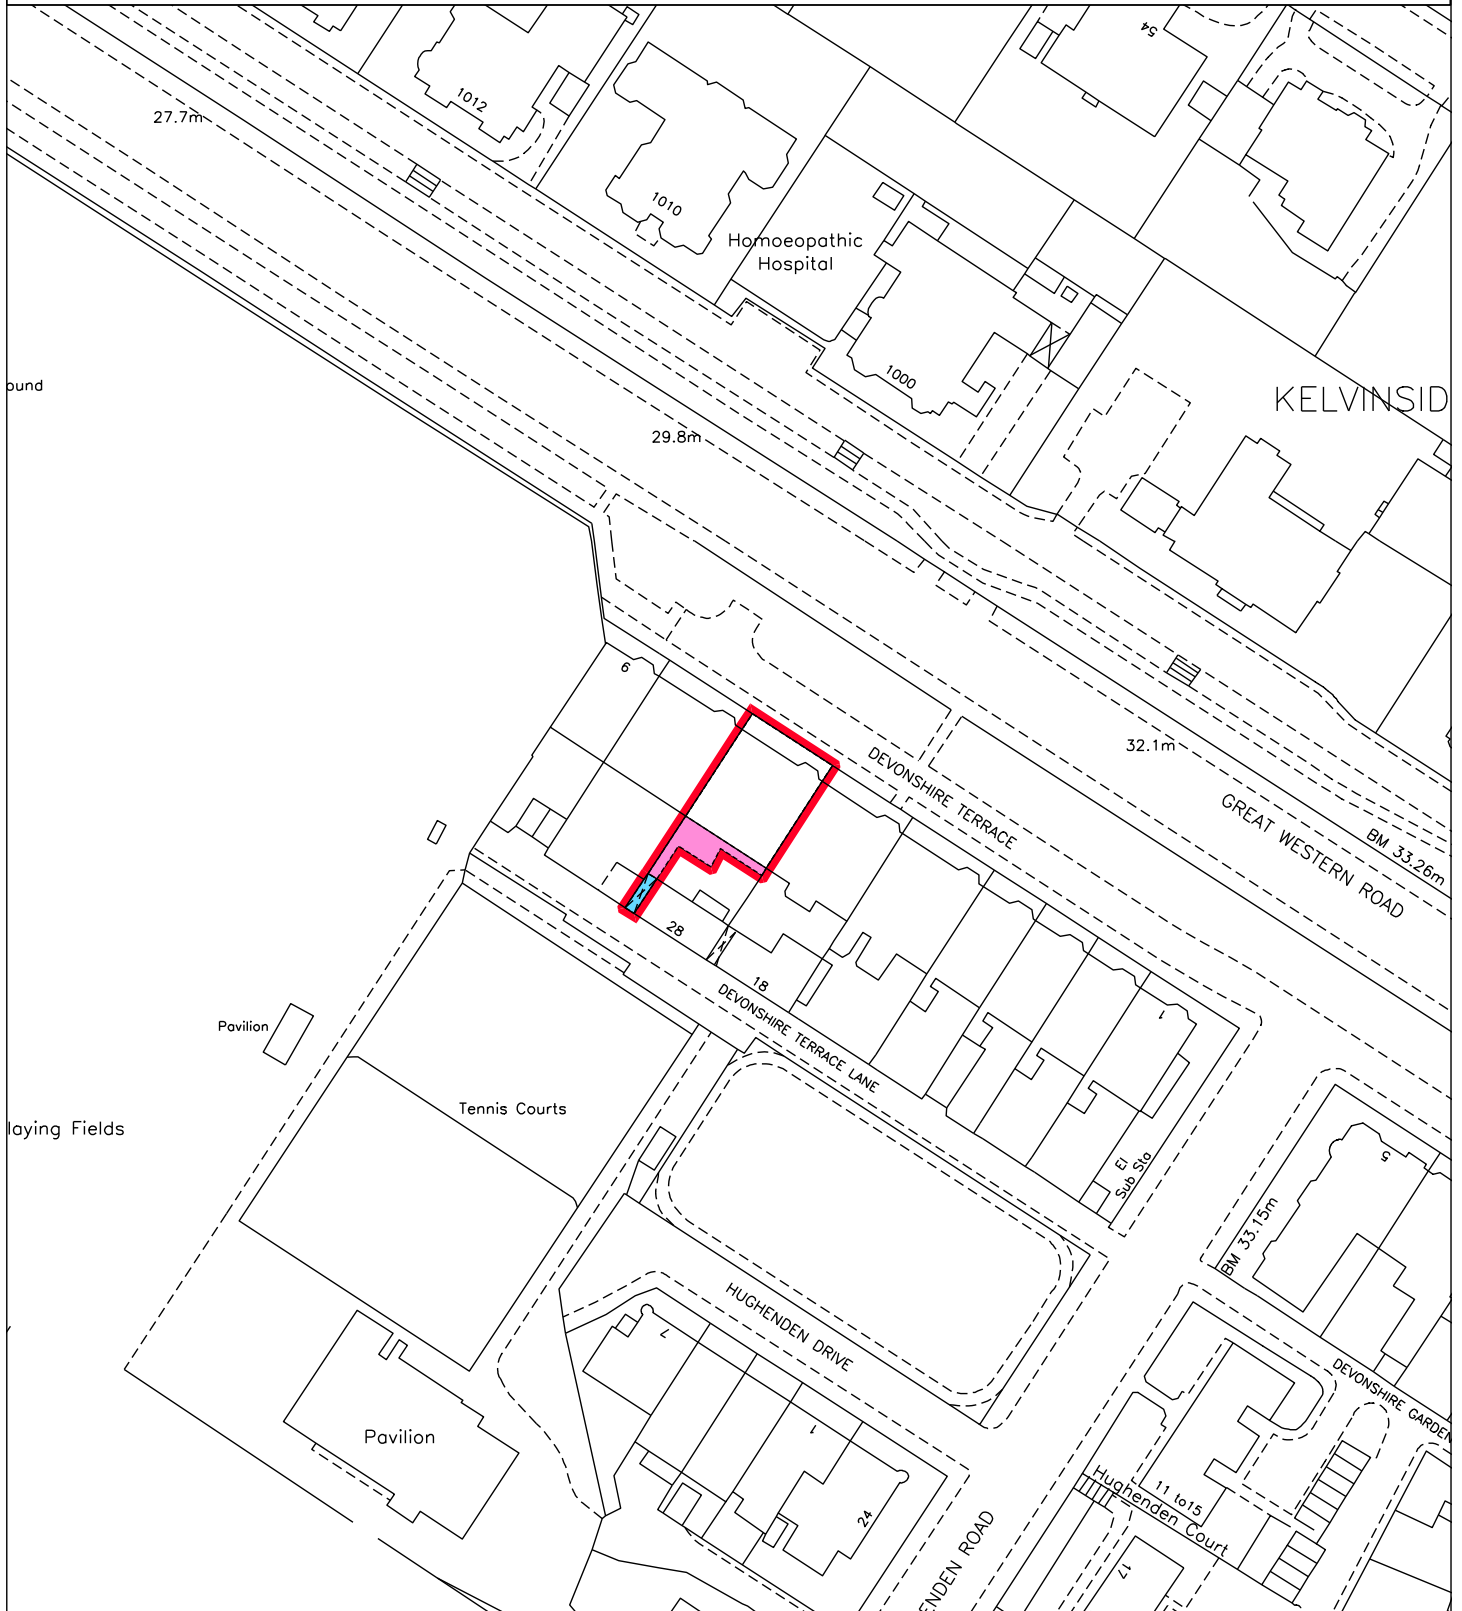 54
1012
27.7m
1010
Homoeopathic
Hospital
1000
ound
KELVINSID
29.8m
9
32.1m
DEVONSHIRE TERRACE
GREAT WESTERN ROAD
BM 33.26m
28
18
DEVONSHIRE TERRACE LANE
1
Pavilion
Tennis Courts
laying Fields
El
Sub Sta
5
BM 33.15m
HUGHENDEN DRIVE
7
DEVONSHIRE GARDEN
Pavilion
1
24
11 to15
Hughenden Court
ENDEN ROAD
17